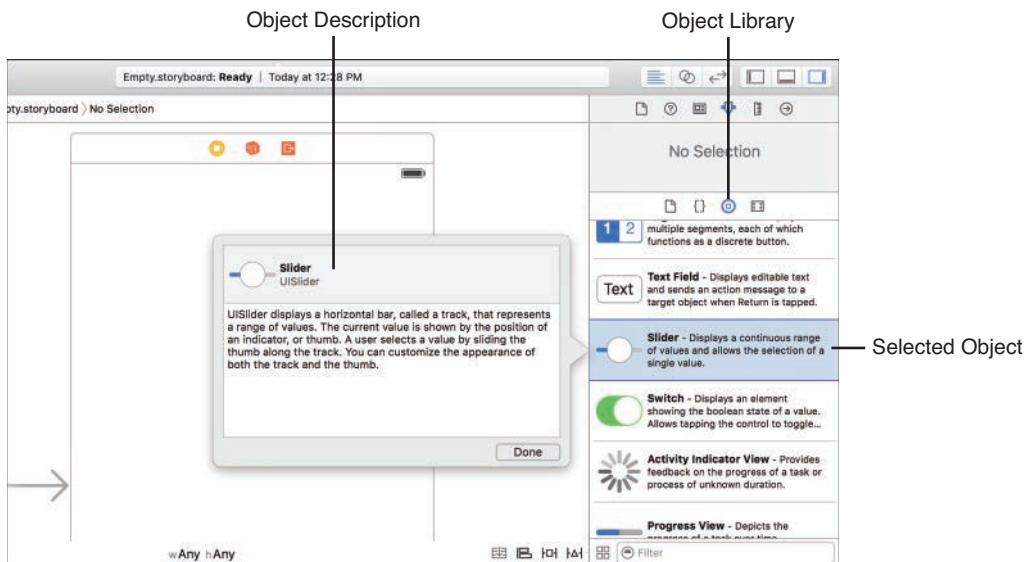 Object Description
Object Library
Empty.storyboard: Ready | Today at 12:28 PM
pty.storyboard 〉No Selection
No Selection
1 2
multiple segments, each of which
functions as a discrete button.
Text
Text Field - Displays editable text
and sends an action message to a
target object when Return is tapped.
Slider
UISlider
UISlider displays a horizontal bar, called a track, that represents
a range of values. The current value is shown by the position of
an indicator, or thumb. A user selects a value by sliding the
thumb along the track. You can customize the appearance of
both the track and the thumb.
Done
Slider - Displays a continuous range
of values and allows the selection of a
single value.
Selected Object
Switch - Displays an element
showing the boolean state of a value.
Allows tapping the control to toggle...
Activity Indicator View - Provides
feedback on the progress of a task or
process of unknown duration.
Progress View - Depicts the
progress of a task over time
wAny hAny
Filter